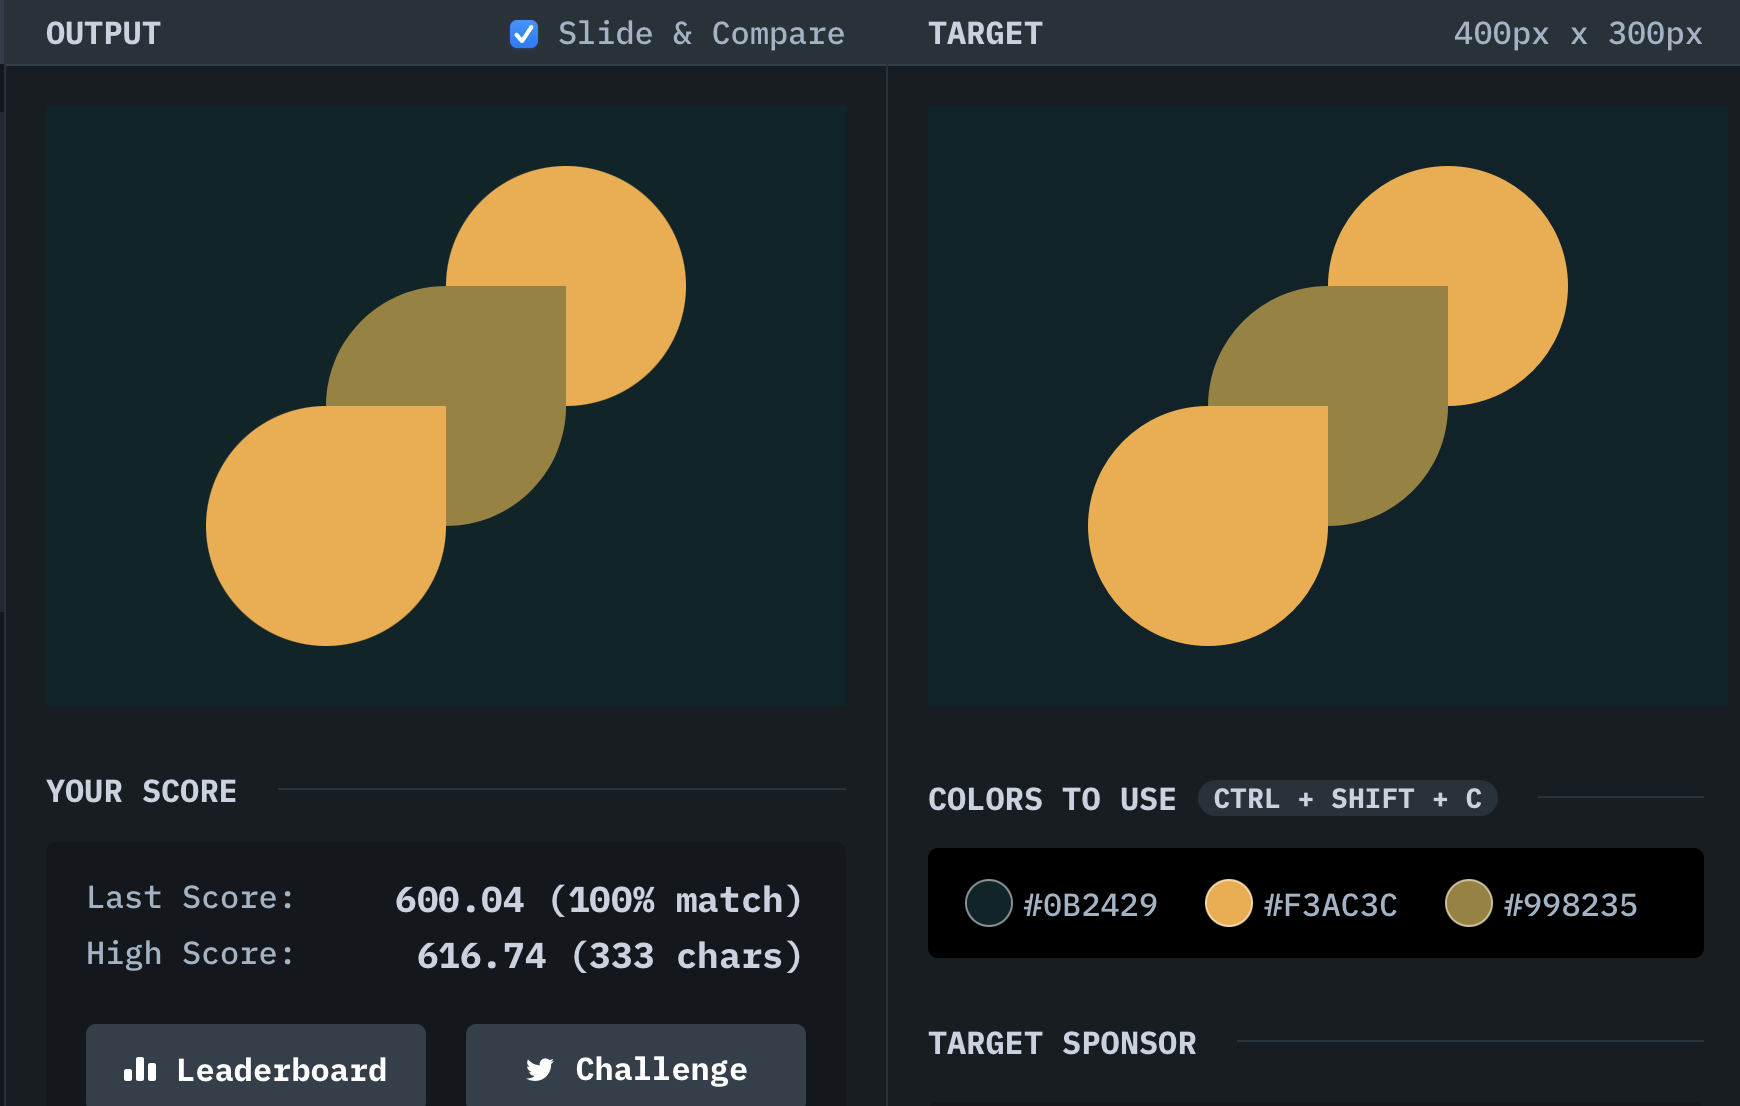 OUTPUT
Slide & Compare
TARGET
400px x 300px
YOUR SCORE
Last Score: 600.04 (100% match)
High Score: 616.74 (333 chars)
Leaderboard
Challenge
COLORS TO USE CTRL + SHIFT + C
#0B2429 #F3AC3C #998235
TARGET SPONSOR